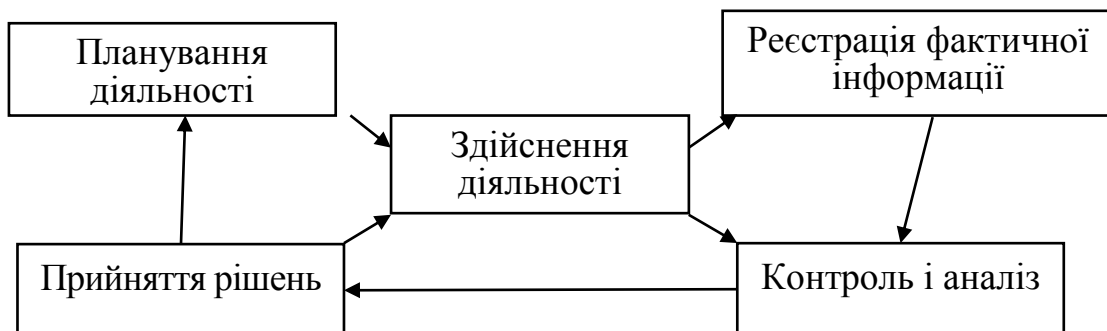 Планування
діяльності
Реєстрація фактичної
інформації
Здійснення
діяльності
Прийняття рішень
Контроль і аналіз